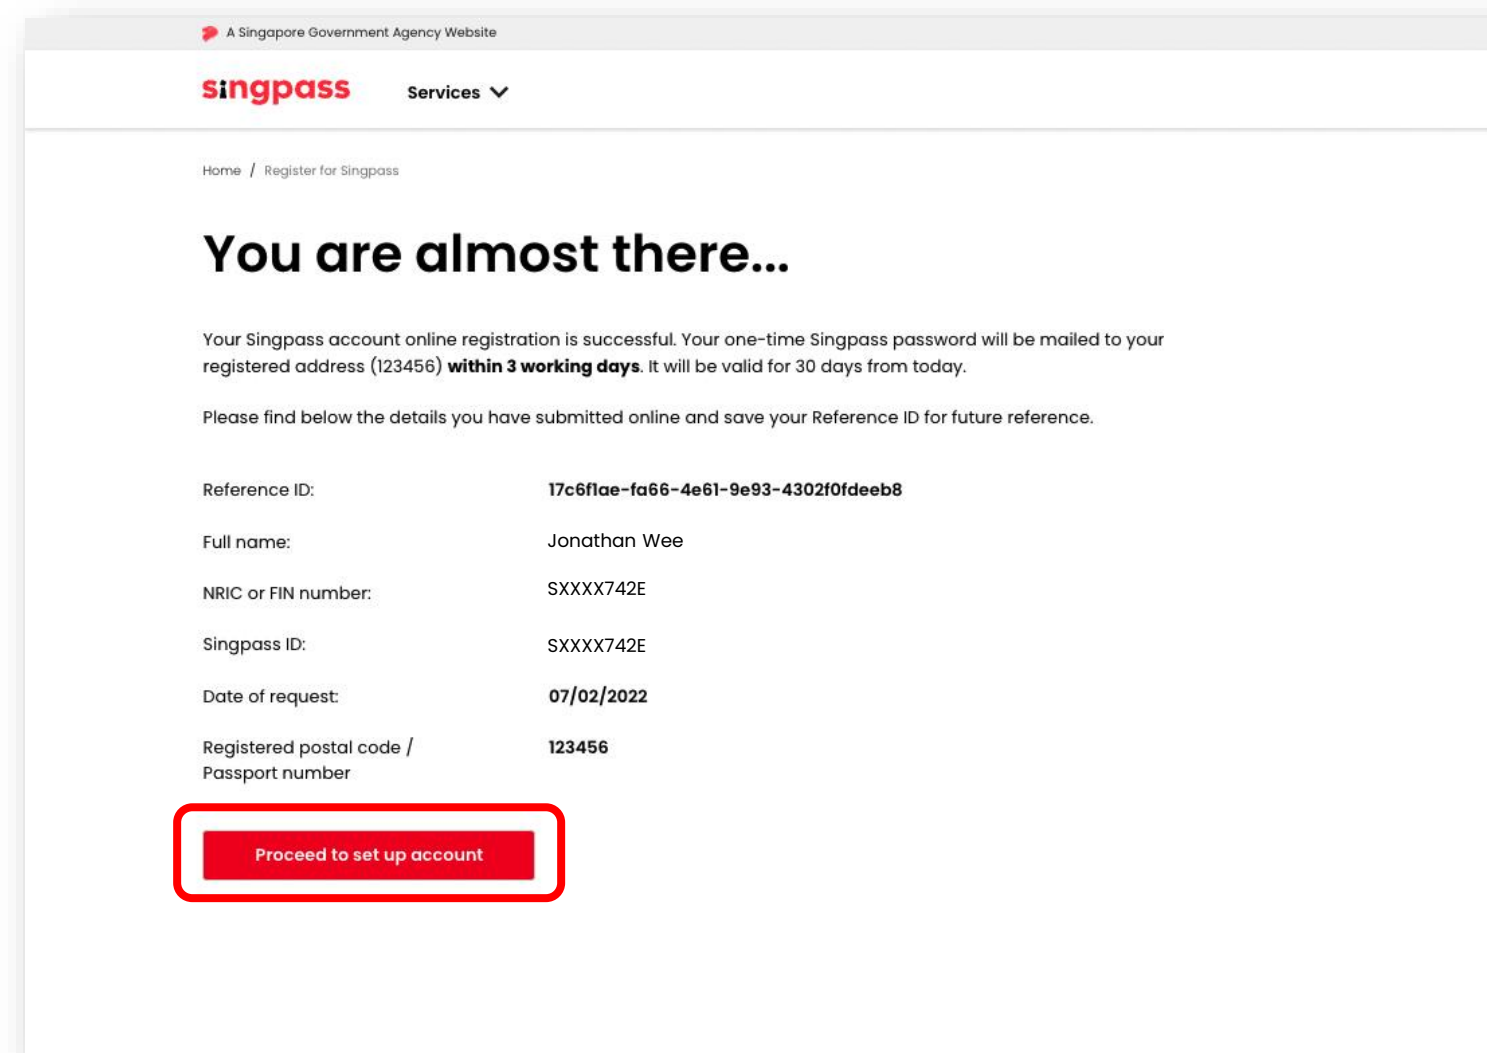 A Singapore Government Agency Website
singpass
Services
Home / Register for Singpass
You are almost there...
Your Singpass account online registration is successful. Your one-time Singpass password will be mailed to your
registered address (123456) within 3 working days. It will be valid for 30 days from today.
Please find below the details you have submitted online and save your Reference ID for future reference.
Reference ID: 17c6f1ae-fa66-4e61-9e93-4302f0fdeeb8
Full name: Jonathan Wee
NRIC or FIN number: SXXXX742E
Singpass ID: SXXXX742E
Date of request: 07/02/2022
Registered postal code / 123456
Passport number
Proceed to set up account